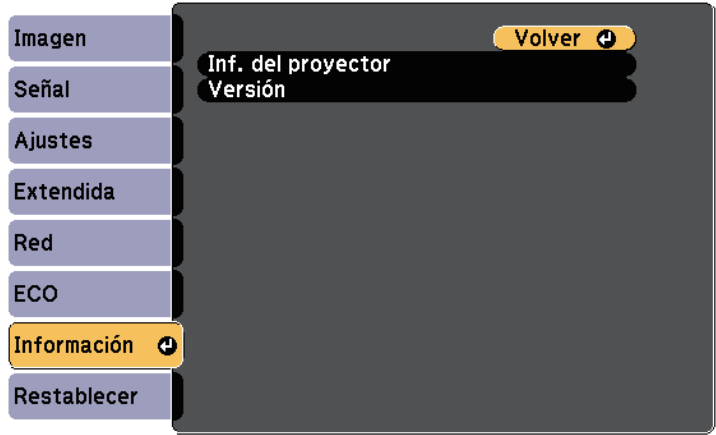 Imagen
Señal
Ajustes
Extendida
Red
ECO
Información
Restablecer
Volver
Inf. del proyector
Versión